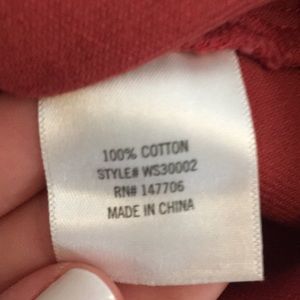 100% COTTON
STYLE# WS30002
RN# 147706
MADE IN CHINA